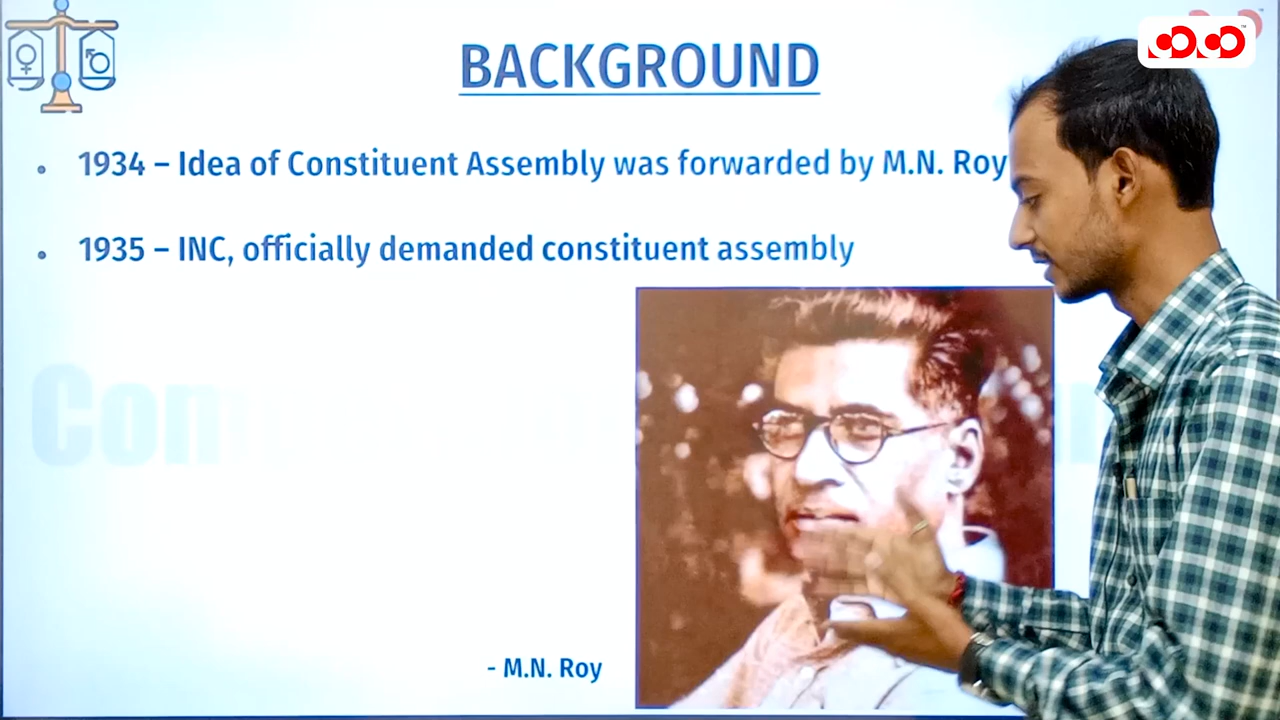 BACKGROUND
• 1934 – Idea of Constituent Assembly was forwarded by M.N. Roy
• 1935 – INC, officially demanded constituent assembly
- M.N. Roy